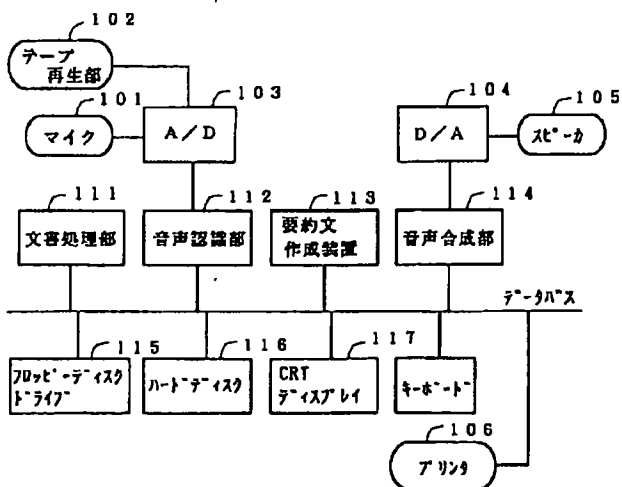 102
テープ
再生部
101
マイク
103
A/D
104
D/A
105
スピーカ
111
文書処理部
112
音声認識部
113
要約文
作成装置
114
音声合成部
データバス
115
フロッピーディスク
ドライブ
116
ハードディスク
117
CRT
ディスプレイ
キーボード
106
プリンタ